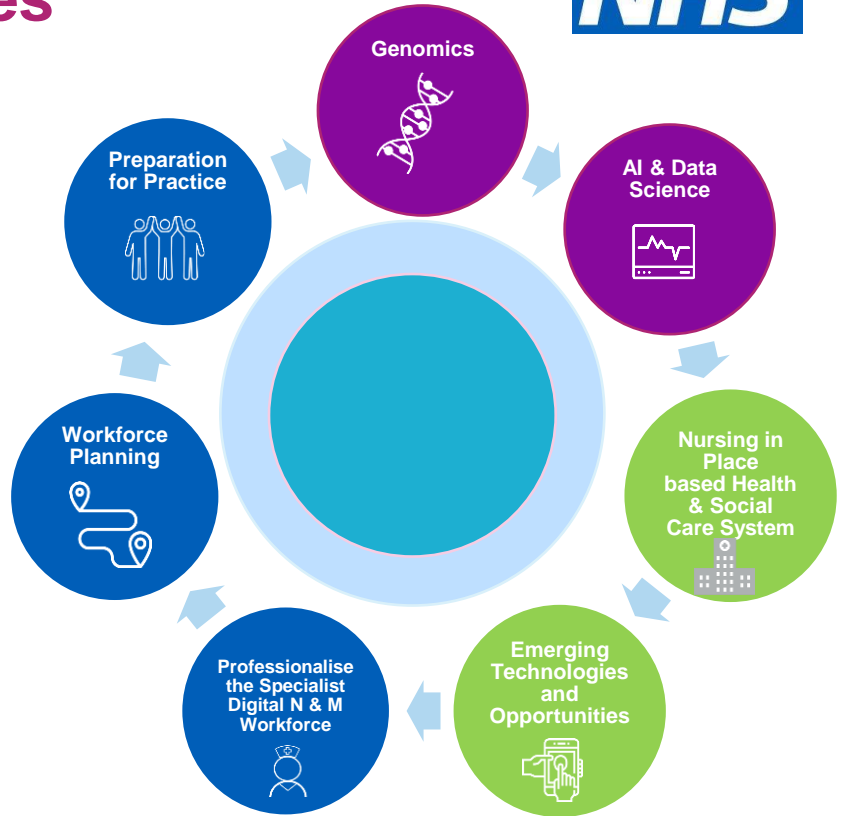 es
NHS
Genomics
AI & Data
Science
Nursing in
Place
based Health
& Social
Care System
Emerging
Technologies
and
Opportunities
Professionalise
the Specialist
Digital N & M
Workforce
Workforce
Planning
Preparation
for Practice